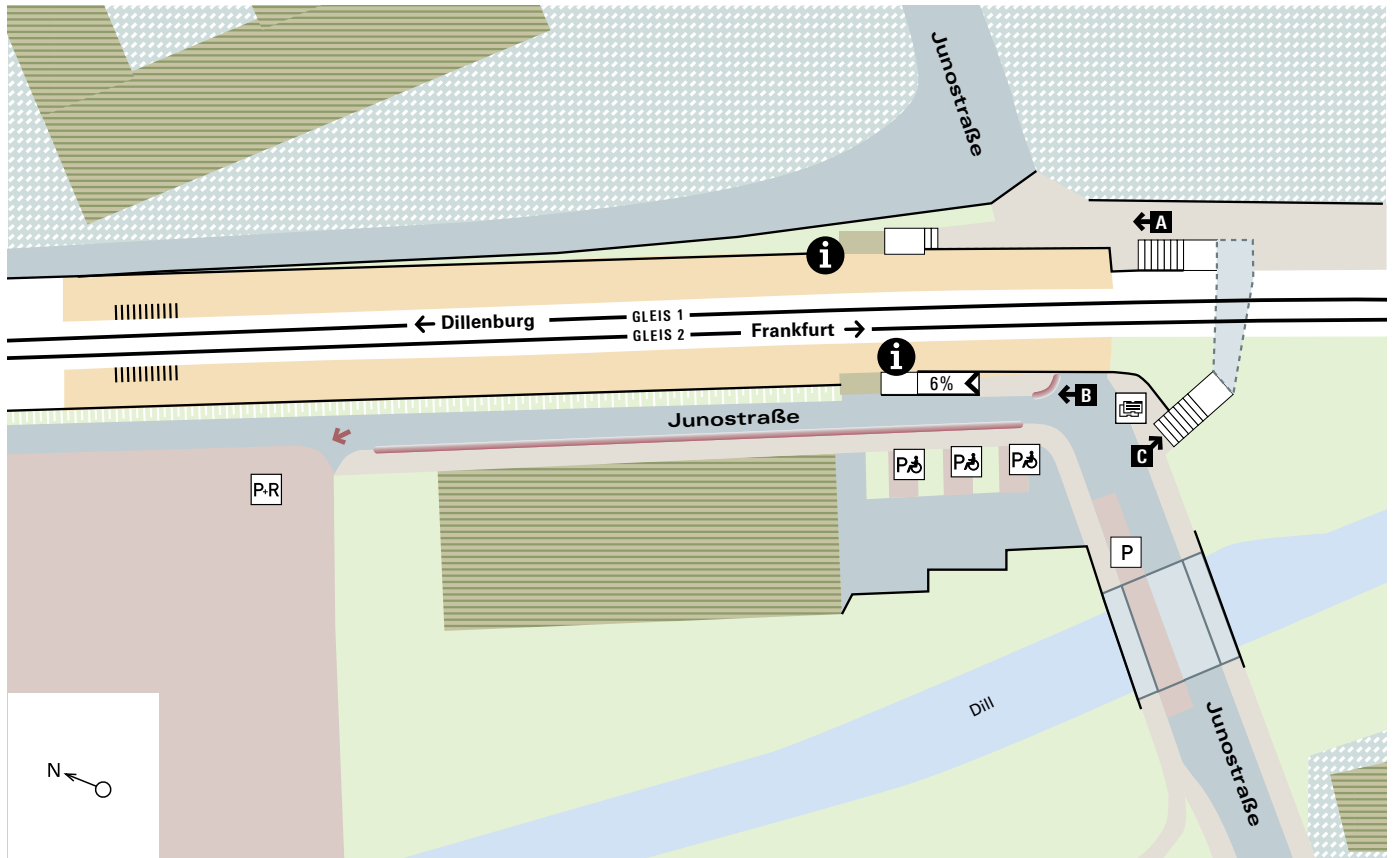 Junostraße
A
i
GLEIS 1
← Dillenburg
GLEIS 2
Frankfurt →
i
6%
B
Junostraße
C
P
P
P
P+R
P
Dill
Junostraße
N